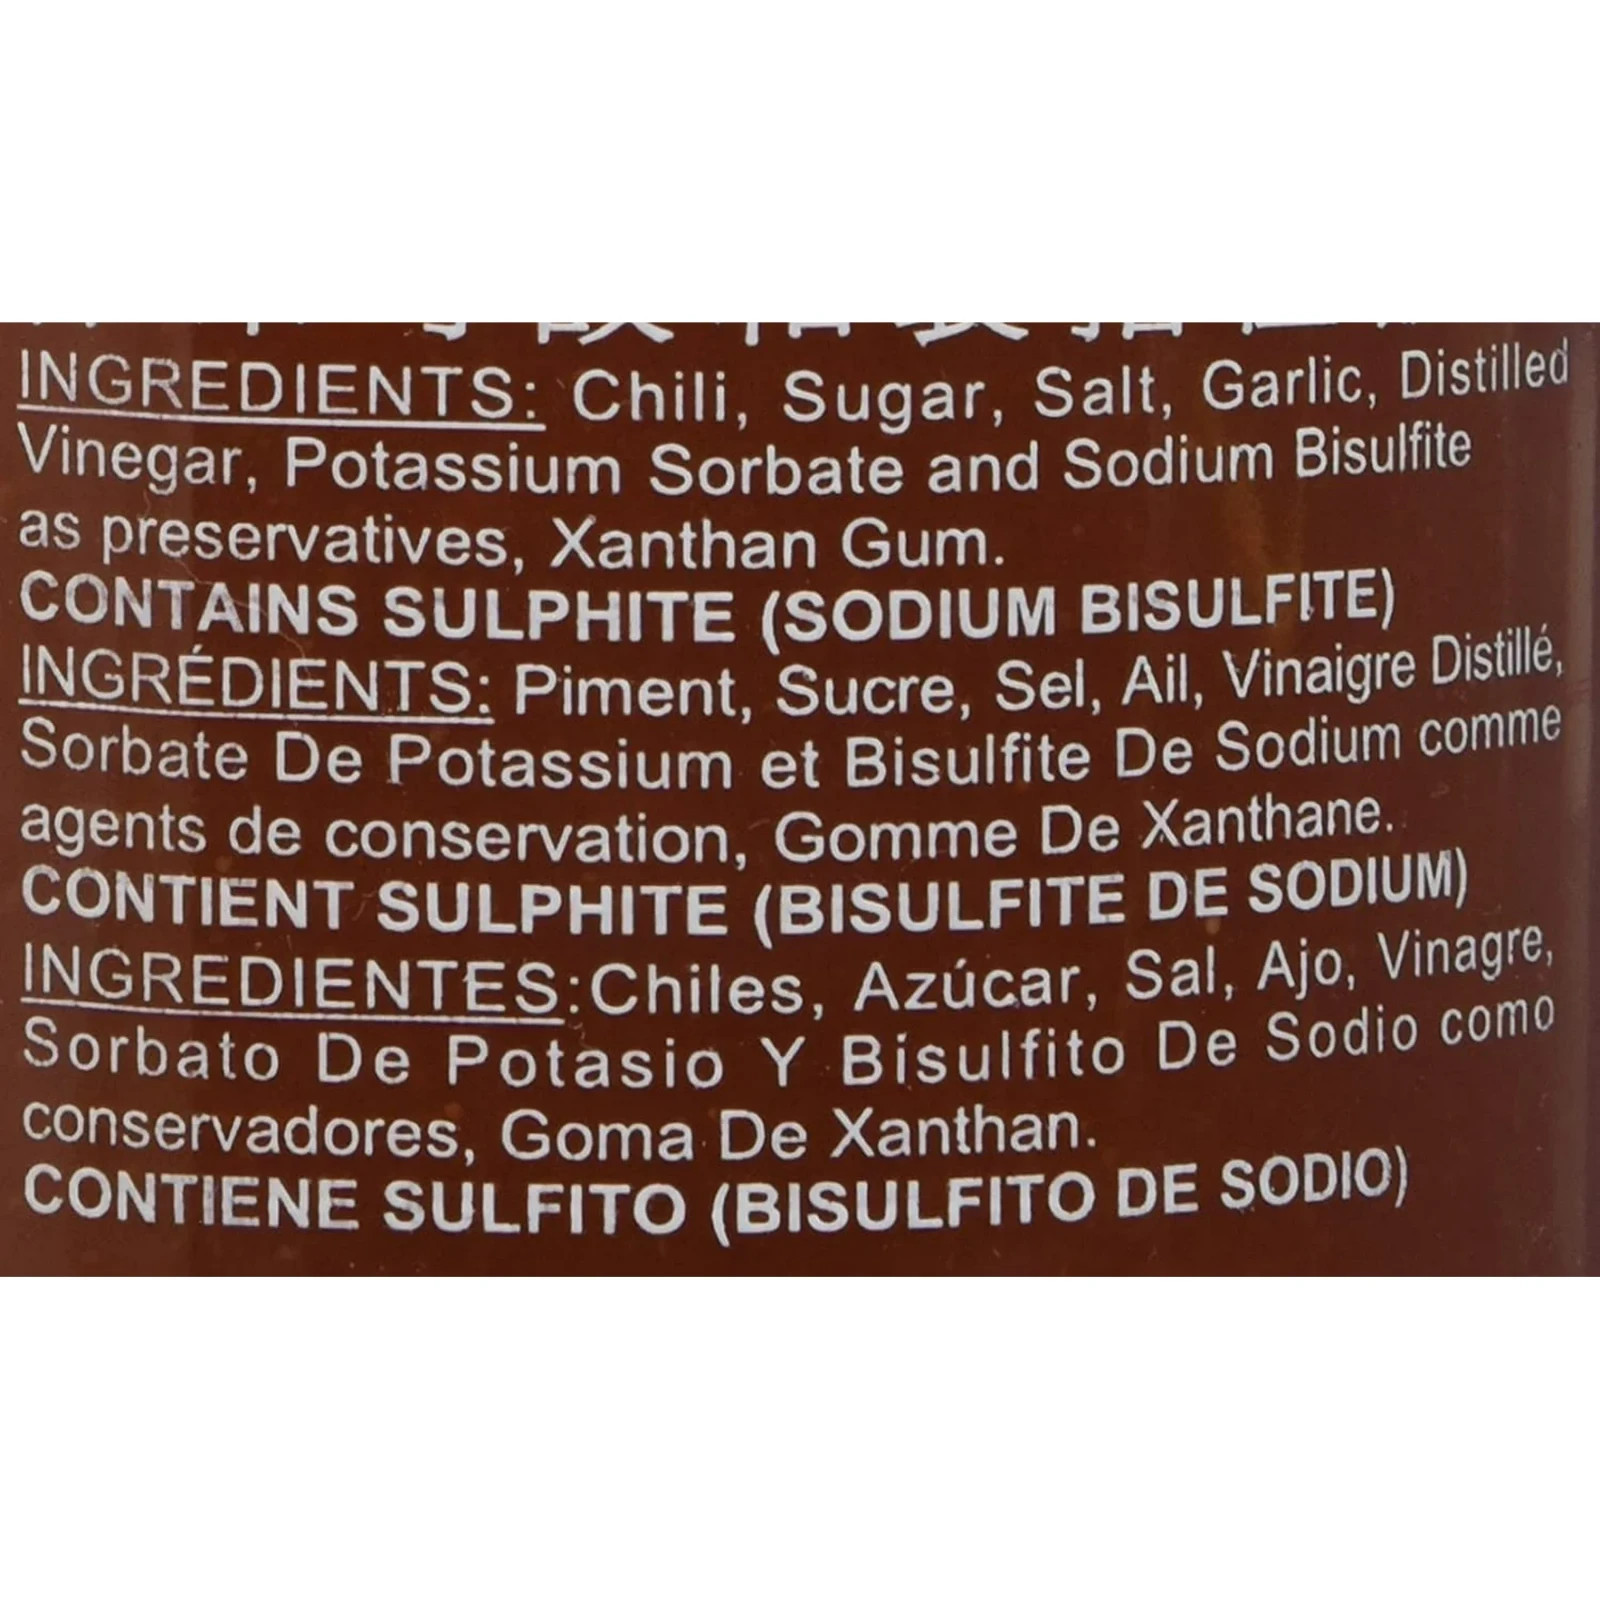 INGREDIENTS: Chili, Sugar, Salt, Garlic, Distilled
Vinegar, Potassium Sorbate and Sodium Bisulfite
as preservatives, Xanthan Gum.
CONTAINS SULPHITE (SODIUM BISULFITE)
INGRÉDIENTS: Piment, Sucre, Sel, Ail, Vinaigre Distillé,
Sorbate De Potassium et Bisulfite De Sodium comme
agents de conservation, Gomme De Xanthane.
CONTIENT SULPHITE (BISULFITE DE SODIUM)
INGREDIENTES:Chiles, Azúcar, Sal, Ajo, Vinagre,
Sorbato De Potasio Y Bisulfito De Sodio como
conservadores, Goma De Xanthan.
CONTIENE SULFITO (BISULFITO DE SODIO)